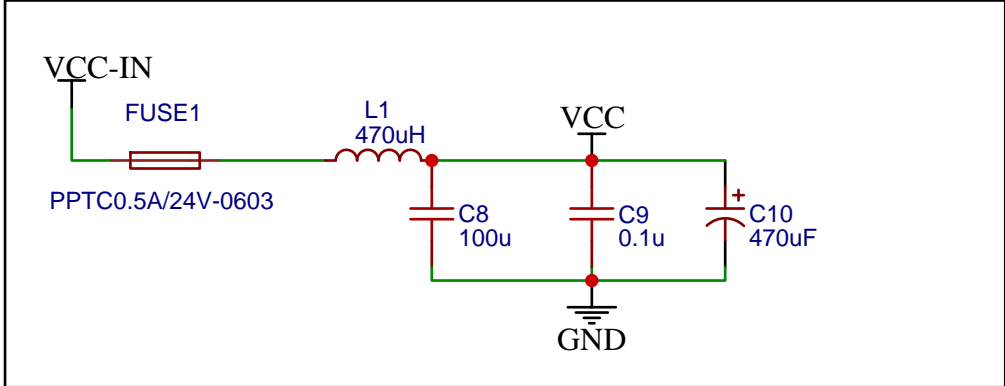 VCC-IN
FUSE1
PPTC0.5A/24V-0603
L1
470uH
VCC
C8
100u
C9
0.1u
+
C10
470uF
GND